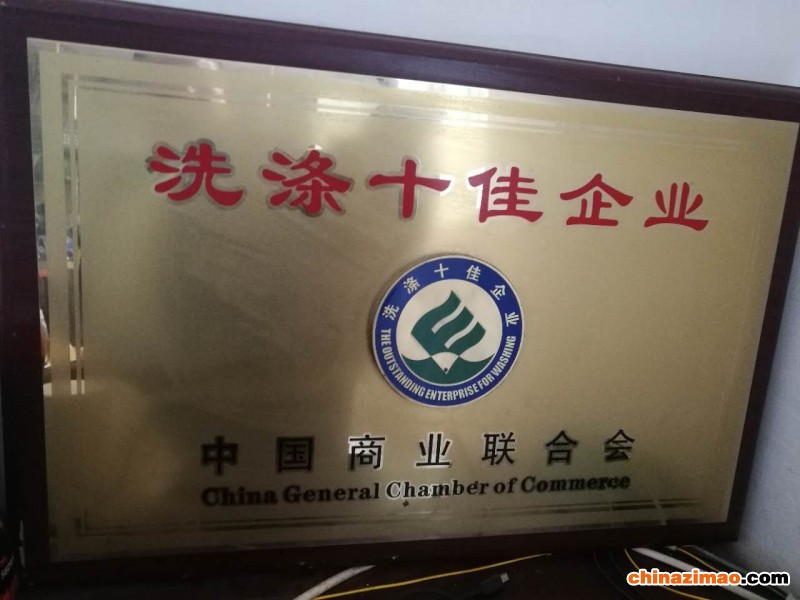 洗涤十佳企业
洗涤十佳企业
THE OUTSTANDING ENTERPRISE FOR WASHING
中国商业联合会
China General Chamber of Commerce
chinazimao.com